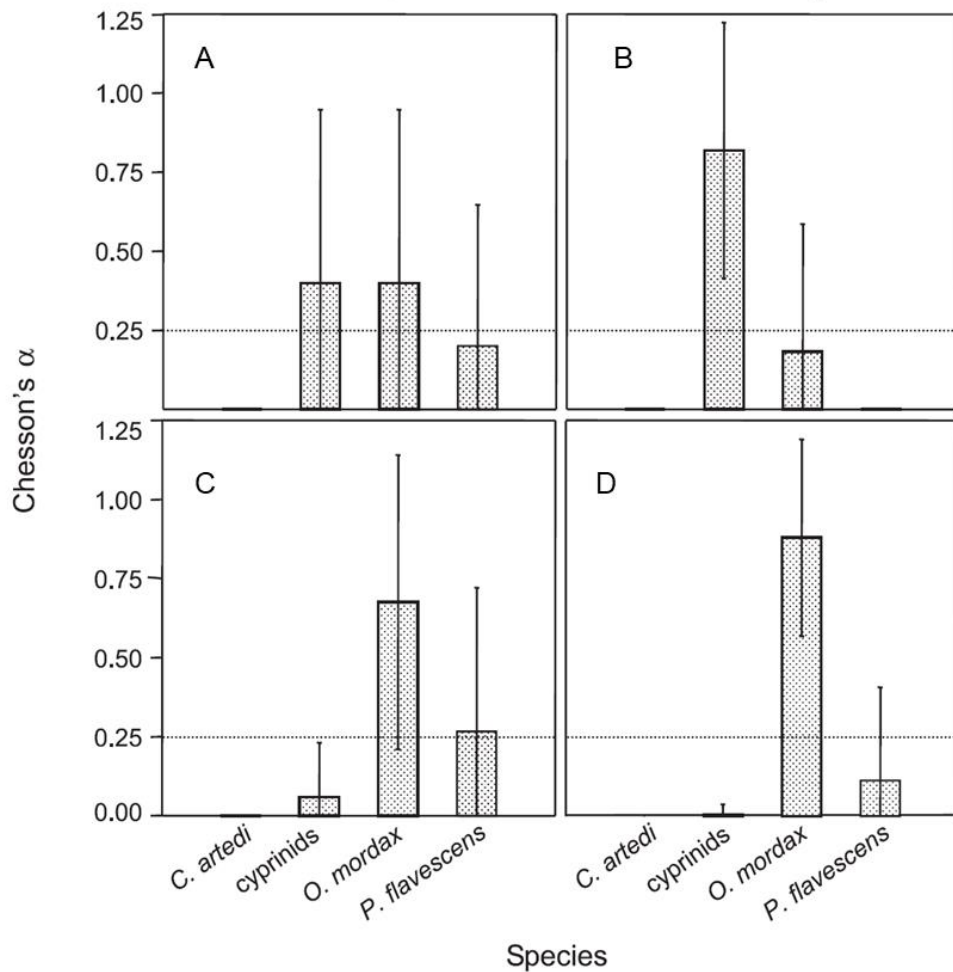 A
B
1.25
1.00
0.75
0.50
0.25
C
D
1.25
1.00
0.75
0.50
0.25
0.00
Chesson's α
C. artedi
cyprinids
O. mordax
P. flavescens
C. artedi
cyprinids
O. mordax
P. flavescens
Species